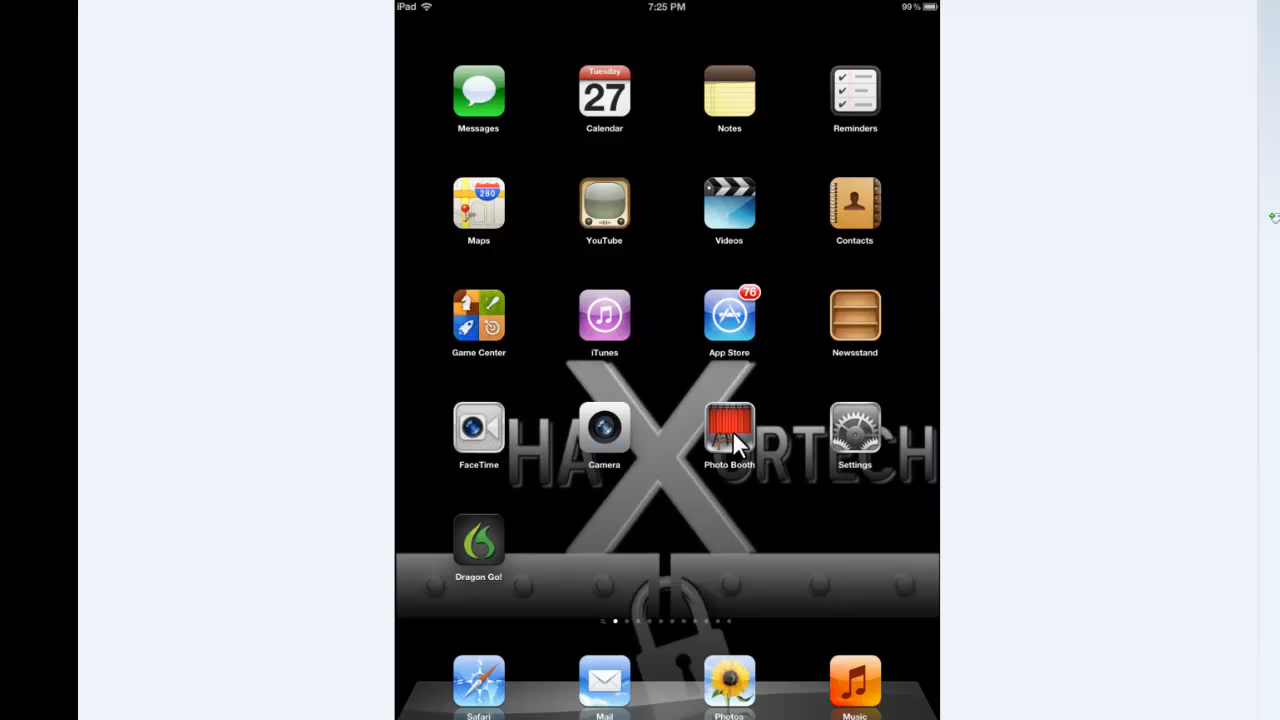 iPad 7:25 PM 99%
Tuesday
27
Messages Calendar Notes Reminders
280
Maps YouTube Videos Contacts
76
Game Center iTunes App Store Newsstand
HAXORTECH
FaceTime Camera Photo Booth Settings
Dragon Go!
Safari Mail Photos Music